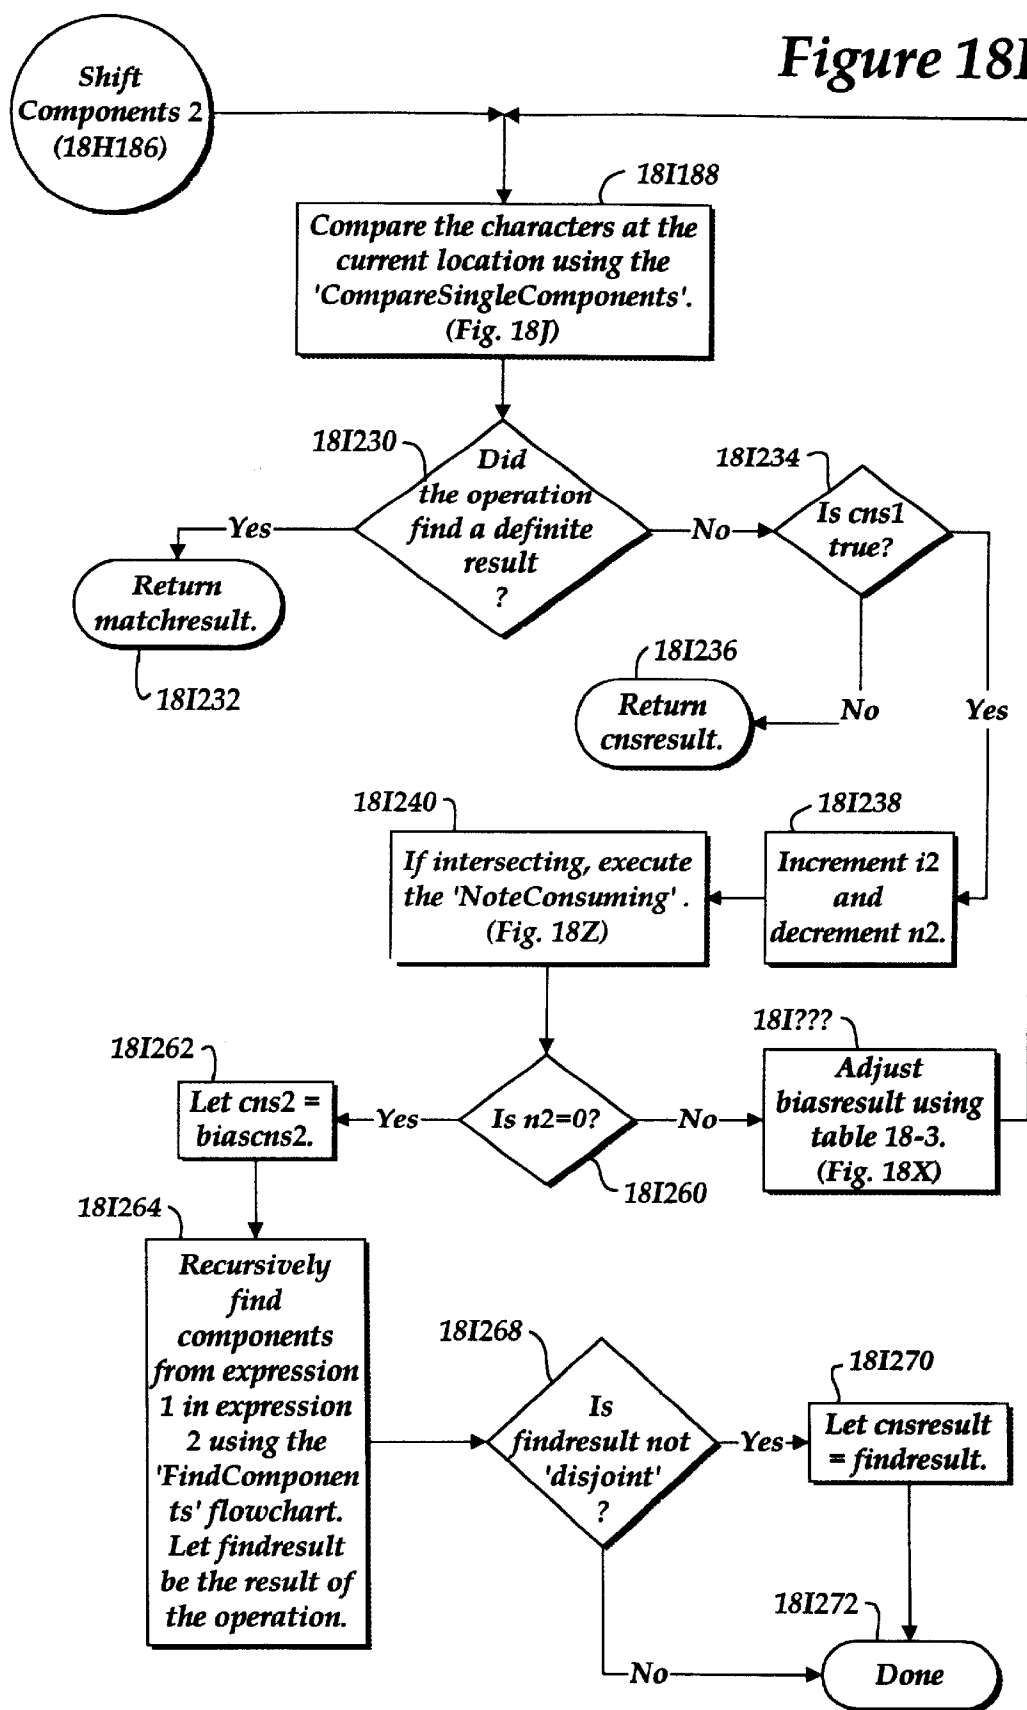 Figure 18I
Shift
Components 2
(18H186)
18I188
Compare the characters at the
current location using the
'CompareSingleComponents'.
(Fig. 18J)
18I230
Did
the operation
find a definite
result
?
Yes
No
18I234
Is cns1
true?
Return
matchresult.
18I232
18I236
Return
cnsresult.
No
Yes
18I240
If intersecting, execute
the 'NoteConsuming' .
(Fig. 18Z)
18I238
Increment i2
and
decrement n2.
18I262
Let cns2 =
biascns2.
Yes
Is n2=0?
No
18I260
18I???
Adjust
biasresult using
table 18-3.
(Fig. 18X)
18I264
Recursively
find
components
from expression
1 in expression
2 using the
'FindComponen
ts' flowchart.
Let findresult
be the result of
the operation.
18I268
Is
findresult not
'disjoint'
?
Yes
18I270
Let cnsresult
= findresult.
18I272
No
Done